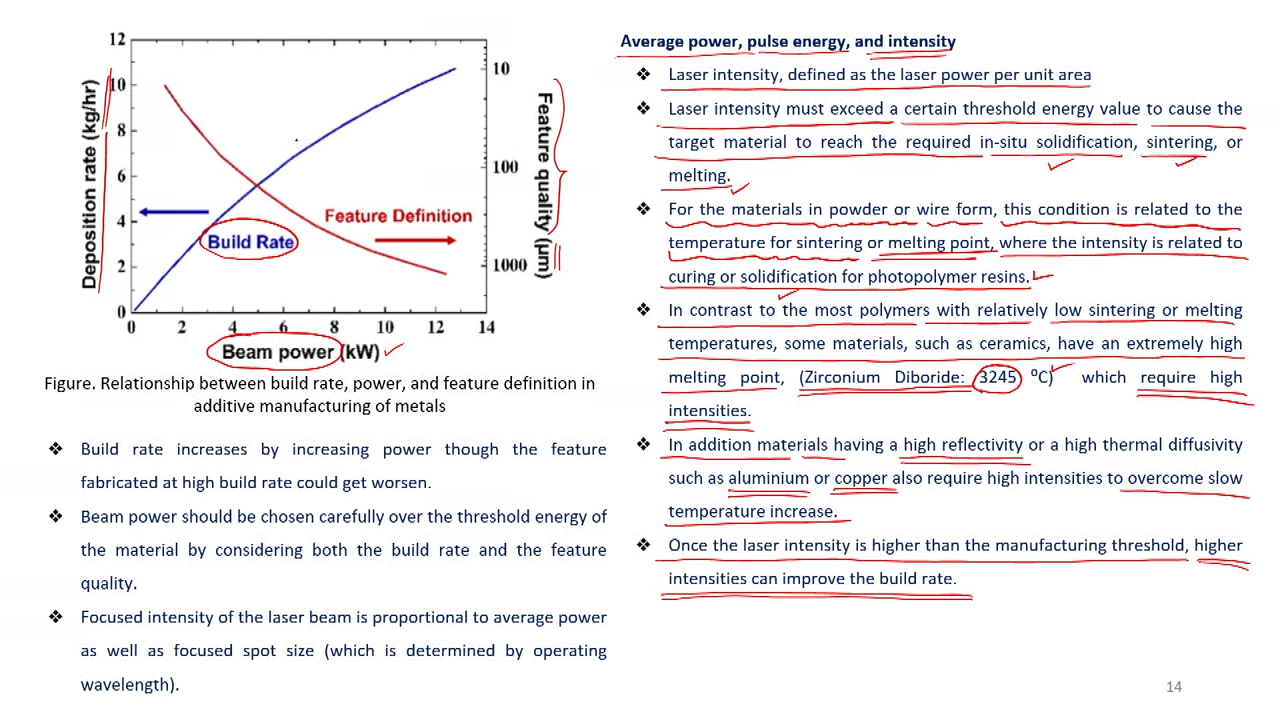 12
10
8
6
4
2
0
Deposition rate (kg/hr)
0 2 4 6 8 10 12 14
Beam power (kW)
10
100
1000
Feature quality (μm)
Feature Definition
Build Rate
Figure. Relationship between build rate, power, and feature definition in
additive manufacturing of metals
❖ Build rate increases by increasing power though the feature
fabricated at high build rate could get worsen.
❖ Beam power should be chosen carefully over the threshold energy of
the material by considering both the build rate and the feature
quality.
❖ Focused intensity of the laser beam is proportional to average power
as well as focused spot size (which is determined by operating
wavelength).
Average power, pulse energy, and intensity
❖ Laser intensity, defined as the laser power per unit area
❖ Laser intensity must exceed a certain threshold energy value to cause the
target material to reach the required in-situ solidification, sintering, or
melting.
❖ For the materials in powder or wire form, this condition is related to the
temperature for sintering or melting point, where the intensity is related to
curing or solidification for photopolymer resins.
❖ In contrast to the most polymers with relatively low sintering or melting
temperatures, some materials, such as ceramics, have an extremely high
melting point, (Zirconium Diboride: 3245 ⁰C) which require high
intensities.
❖ In addition materials having a high reflectivity or a high thermal diffusivity
such as aluminium or copper also require high intensities to overcome slow
temperature increase.
❖ Once the laser intensity is higher than the manufacturing threshold, higher
intensities can improve the build rate.
14